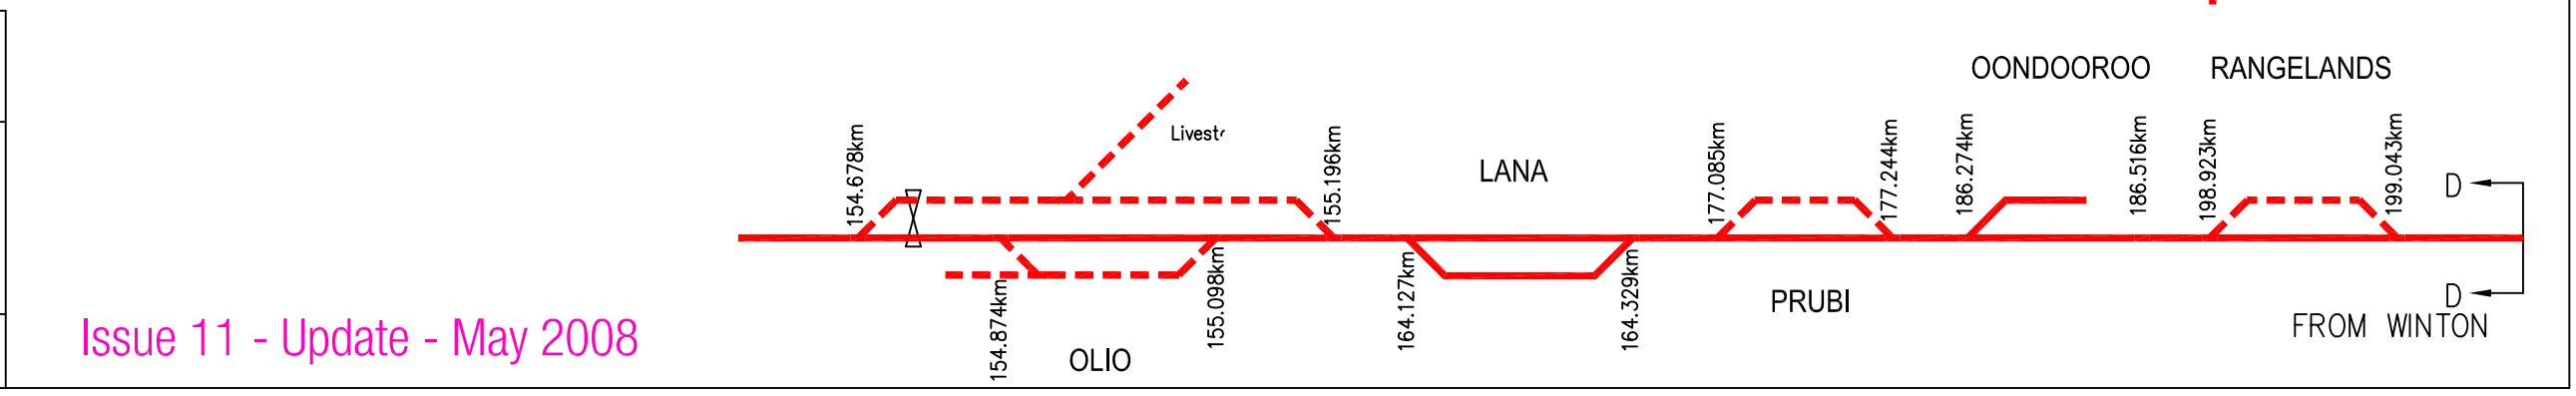 OONDOOROO RANGELANDS
154.678km
155.196km
177.085km
177.244km
186.274km
186.516km
198.923km
199.043km
LANA
D
154.874km
155.098km
164.127km
164.329km
PRUBI
D
FROM WINTON
OLIO
Issue 11 - Update - May 2008